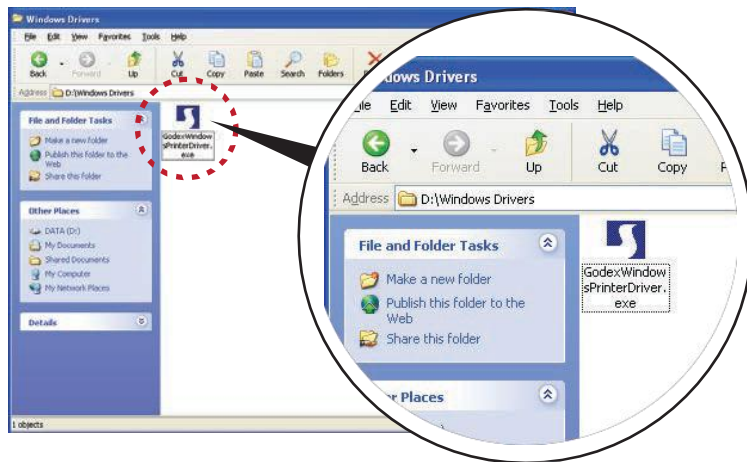 Windows Drivers
File Edit View Favorites Tools Help
Back Forward Up Cut Copy Paste Search Folders
Address D:\Windows Drivers
File and Folder Tasks
Make a new folder
Publish this folder to the
Web
Share this folder
Other Places
DATA (D:)
My Documents
Shared Documents
My Computer
My Network Places
Details
GodexWindow
sPrinterDriver.
exe
1 objects
dows Drivers
ile Edit View Favorites Tools Help
Back Forward Up Cut Copy
Address D:\Windows Drivers
File and Folder Tasks
Make a new folder
Publish this folder to the
Web
Share this folder
r Places
GodexWindow
sPrinterDriver.
exe